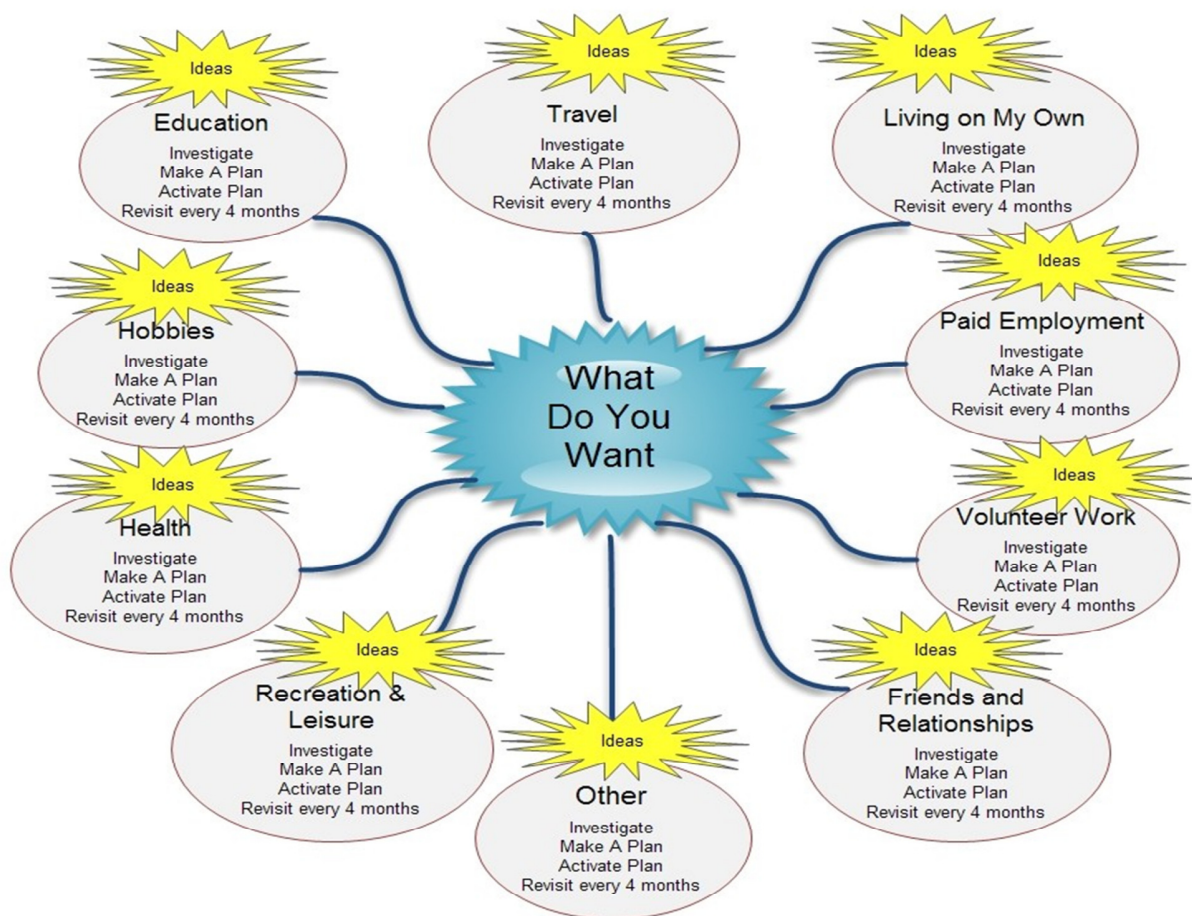 Ideas
Education
Investigate
Make A Plan
Activate Plan
Revisit every 4 months
Ideas
Travel
Investigate
Make A Plan
Activate Plan
Revisit every 4 months
Ideas
Living on My Own
Investigate
Make A Plan
Activate Plan
Revisit every 4 months
Ideas
Hobbies
Investigate
Make A Plan
Activate Plan
Revisit every 4 months
What
Do You
Want
Ideas
Paid Employment
Investigate
Make A Plan
Activate Plan
Revisit every 4 months
Ideas
Health
Investigate
Make A Plan
Activate Plan
Revisit every 4 months
Ideas
Volunteer Work
Investigate
Make A Plan
Activate Plan
Revisit every 4 months
Ideas
Recreation &
Leisure
Investigate
Make A Plan
Activate Plan
Revisit every 4 months
Ideas
Other
Investigate
Make A Plan
Activate Plan
Revisit every 4 months
Ideas
Friends and
Relationships
Investigate
Make A Plan
Activate Plan
Revisit every 4 months